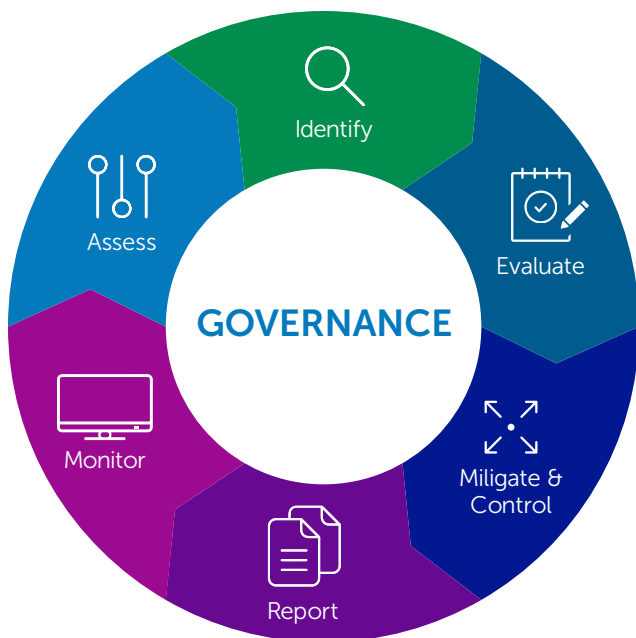 Identify
Evaluate
Miligate &
Control
Report
Monitor
Assess
GOVERNANCE